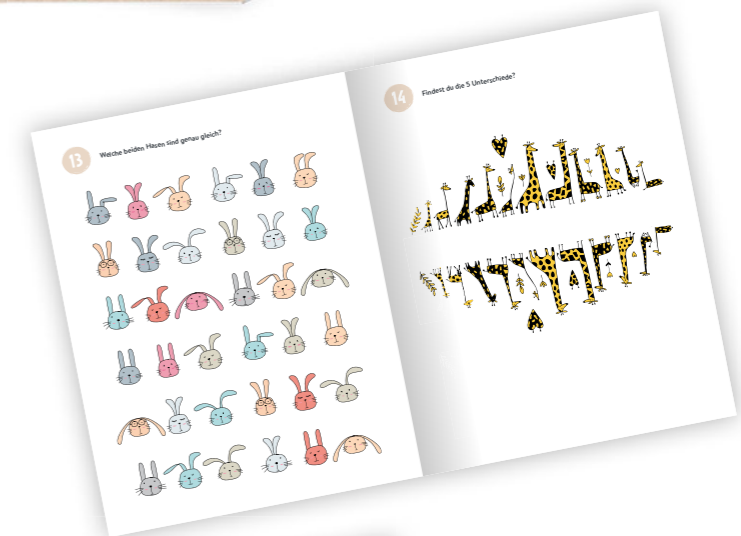 13
Welche beiden Hasen sind genau gleich?
14
Findest du die 5 Unterschiede?